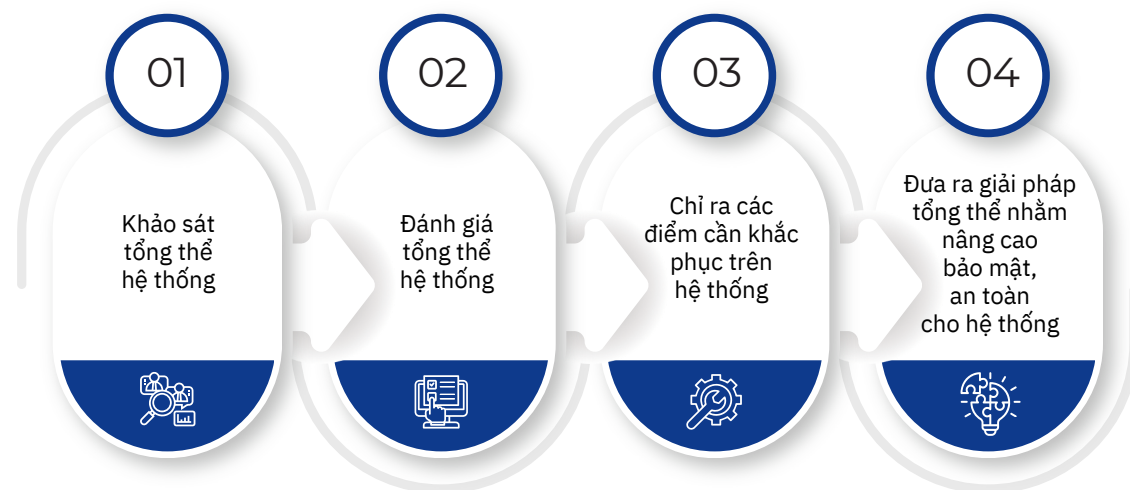 01
Khảo sát
tổng thể
hệ thống
02
Đánh giá
tổng thể
hệ thống
03
Chỉ ra các
điểm cần khắc
phục trên
hệ thống
04
Đưa ra giải pháp
tổng thể nhằm
nâng cao
bảo mật,
an toàn
cho hệ thống